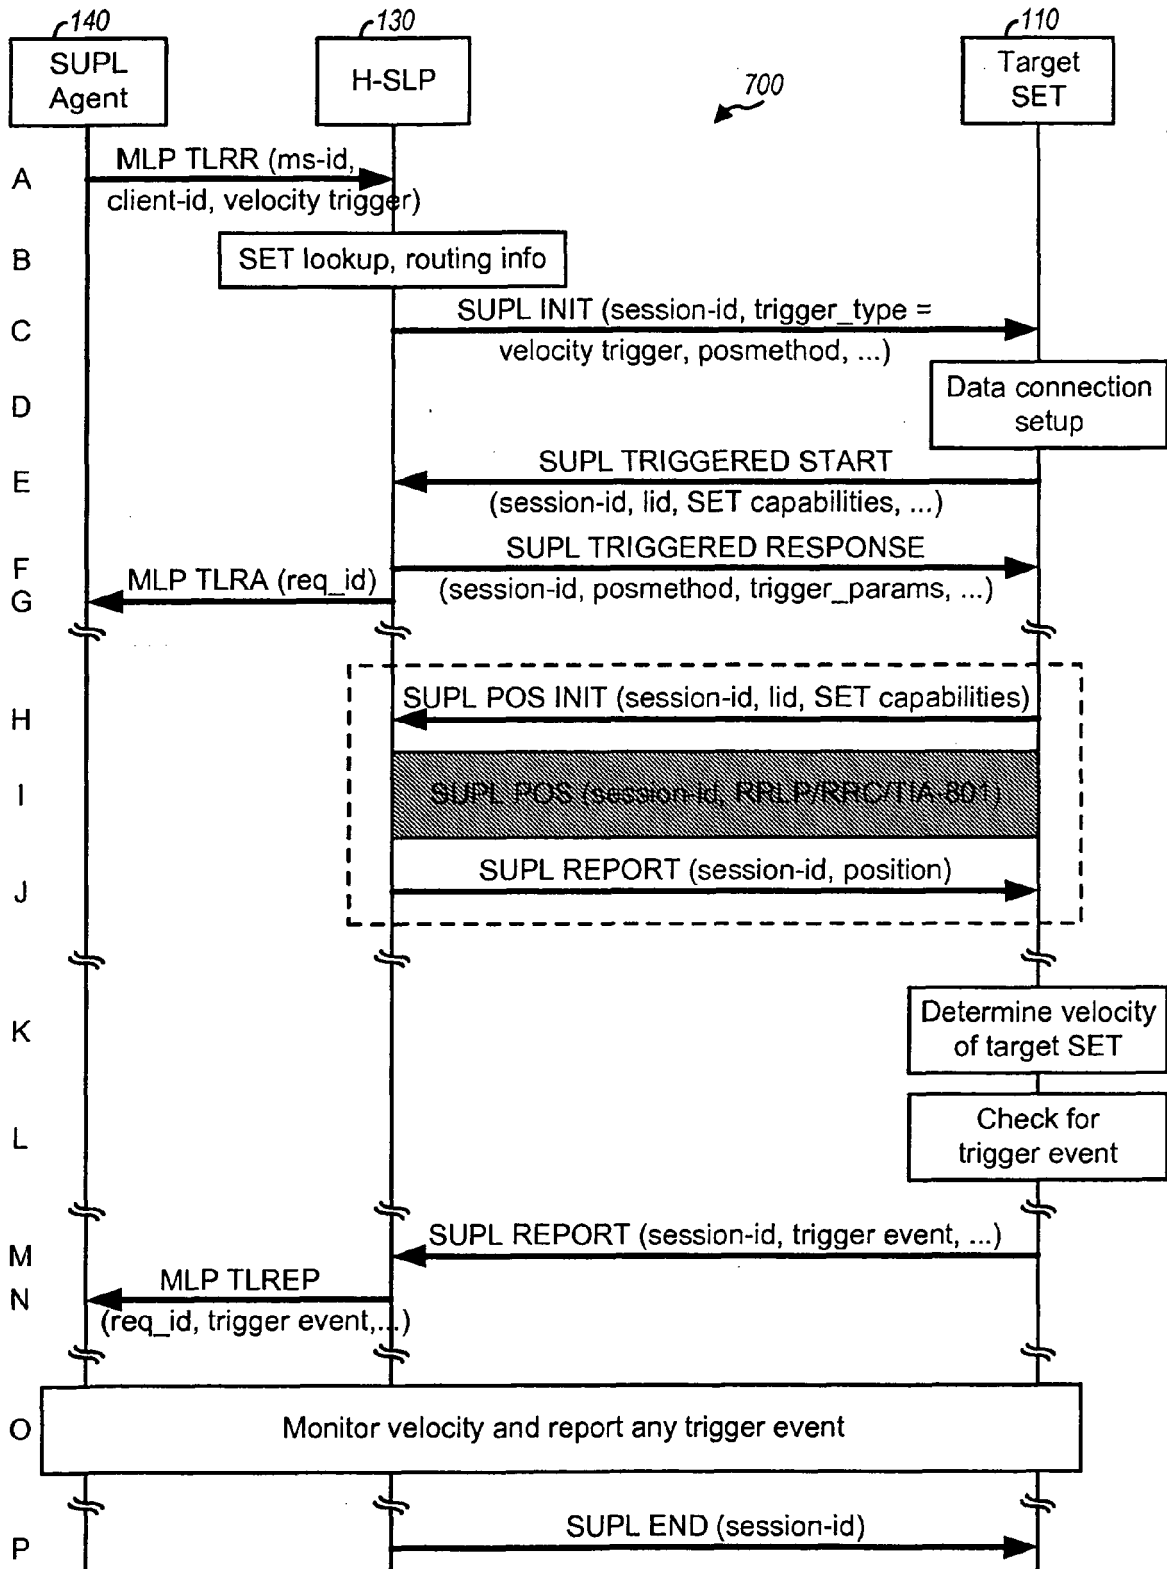 140
130
110
SUPL
Agent
H-SLP
Target
SET
700
A
MLP TLRR (ms-id,
client-id, velocity trigger)
B
SET lookup, routing info
C
SUPL INIT (session-id, trigger_type =
velocity trigger, posmethod, ...)
D
Data connection
setup
E
SUPL TRIGGERED START
(session-id, lid, SET capabilities, ...)
F
SUPL TRIGGERED RESPONSE
(session-id, posmethod, trigger_params, ...)
G
MLP TLRA (req_id)
H
SUPL POS INIT (session-id, lid, SET capabilities)
I
SUPL POS (session-id, RRLP/RRC/TIA-801)
J
SUPL REPORT (session-id, position)
K
Determine velocity
of target SET
L
Check for
trigger event
M
SUPL REPORT (session-id, trigger event, ...)
N
MLP TLREP
(req_id, trigger event,...)
O
Monitor velocity and report any trigger event
P
SUPL END (session-id)